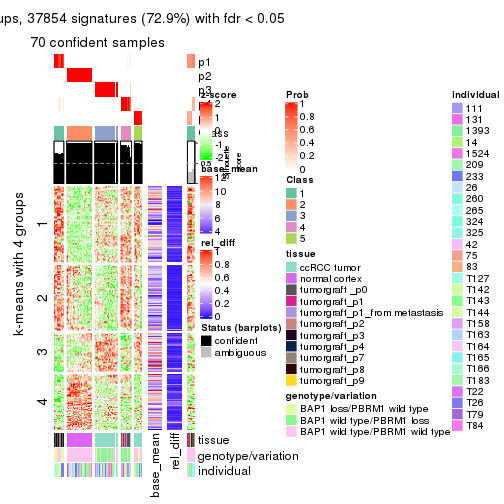 ups, 37854 signatures (72.9%) with fdr < 0.05
70 confident samples
p1
p2
p3
p4
z-score
2
1
0
-1
-2
0.5
Silhouette
score
base_mean
12
10
8
6
4
rel_diff
1
0.8
0.6
0.4
0.2
0
Status (barplots)
confident
ambiguous
k-means with 4 groups
1
2
3
4
base_mean
rel_diff
tissue
genotype/variation
individual
Prob
1
0.8
0.6
0.4
0.2
0
Class
1
2
3
4
5
tissue
ccRCC tumor
normal cortex
tumorgraft_p0
tumorgraft_p1
tumorgraft_p1_from metastasis
tumorgraft_p2
tumorgraft_p3
tumorgraft_p4
tumorgraft_p7
tumorgraft_p8
tumorgraft_p9
genotype/variation
BAP1 loss/PBRM1 wild type
BAP1 wild type/PBRM1 loss
BAP1 wild type/PBRM1 wild type
individual
111
131
1393
14
1524
209
233
26
260
265
324
325
42
75
83
T127
T142
T143
T144
T158
T163
T164
T165
T166
T183
T22
T26
T79
T84